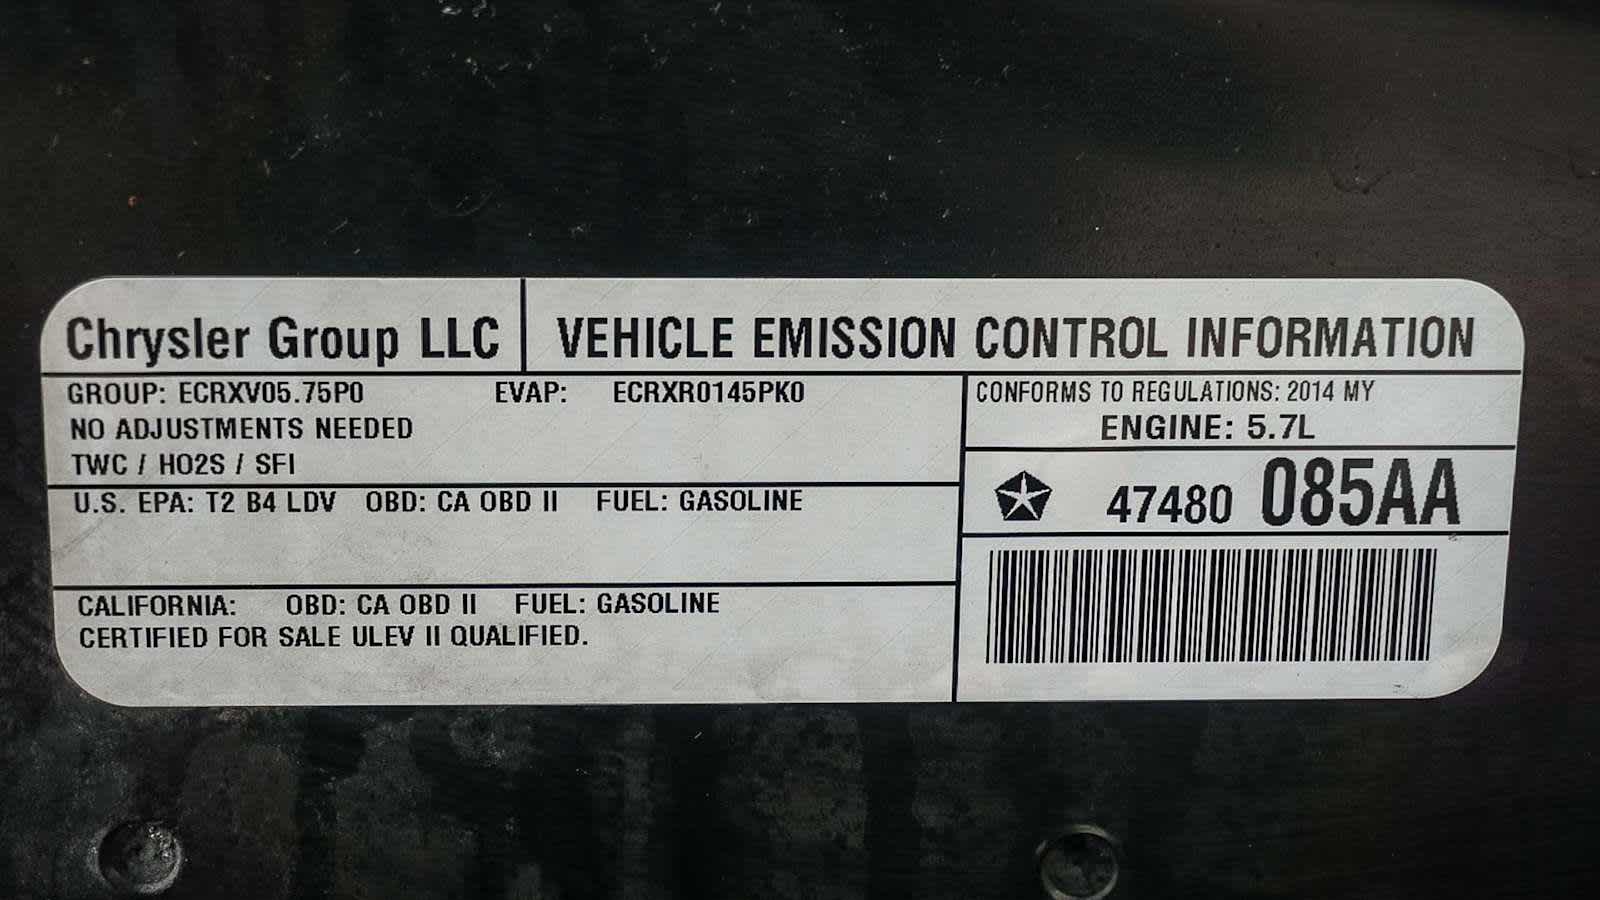 Chrysler Group LLC
VEHICLE EMISSION CONTROL INFORMATION
GROUP: ECRXV05.75P0 EVAP: ECRXR0145PK0
NO ADJUSTMENTS NEEDED
TWC / HO2S / SFI
U.S. EPA: T2 B4 LDV OBD: CA OBD II FUEL: GASOLINE
CALIFORNIA: OBD: CA OBD II FUEL: GASOLINE
CERTIFIED FOR SALE ULEV II QUALIFIED.
CONFORMS TO REGULATIONS: 2014 MY
ENGINE: 5.7L
47480 085AA